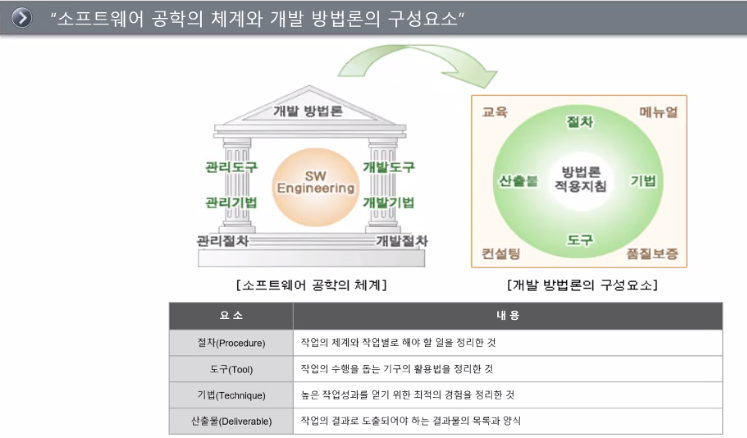 "소프트웨어 공학의 체계와 개발 방법론의 구성요소"
개발 방법론
관리도구
개발도구
SW
Engineering
관리기법
개발기법
관리절차
개발절차
[소프트웨어 공학의 체계]
교육
메뉴얼
절차
산출물
방법론
적용지침
기법
도구
컨설팅
품질보증
[개발 방법론의 구성요소]
요 소 내 용
절차(Procedure) 작업의 체계와 작업별로 해야 할 일을 정리한 것
도구(Tool) 작업의 수행을 돕는 기구의 활용법을 정리한 것
기법(Technique) 높은 작업성과를 얻기 위한 최적의 경험을 정리한 것
산출물(Deliverable) 작업의 결과로 도출되어야 하는 결과물의 목록과 양식